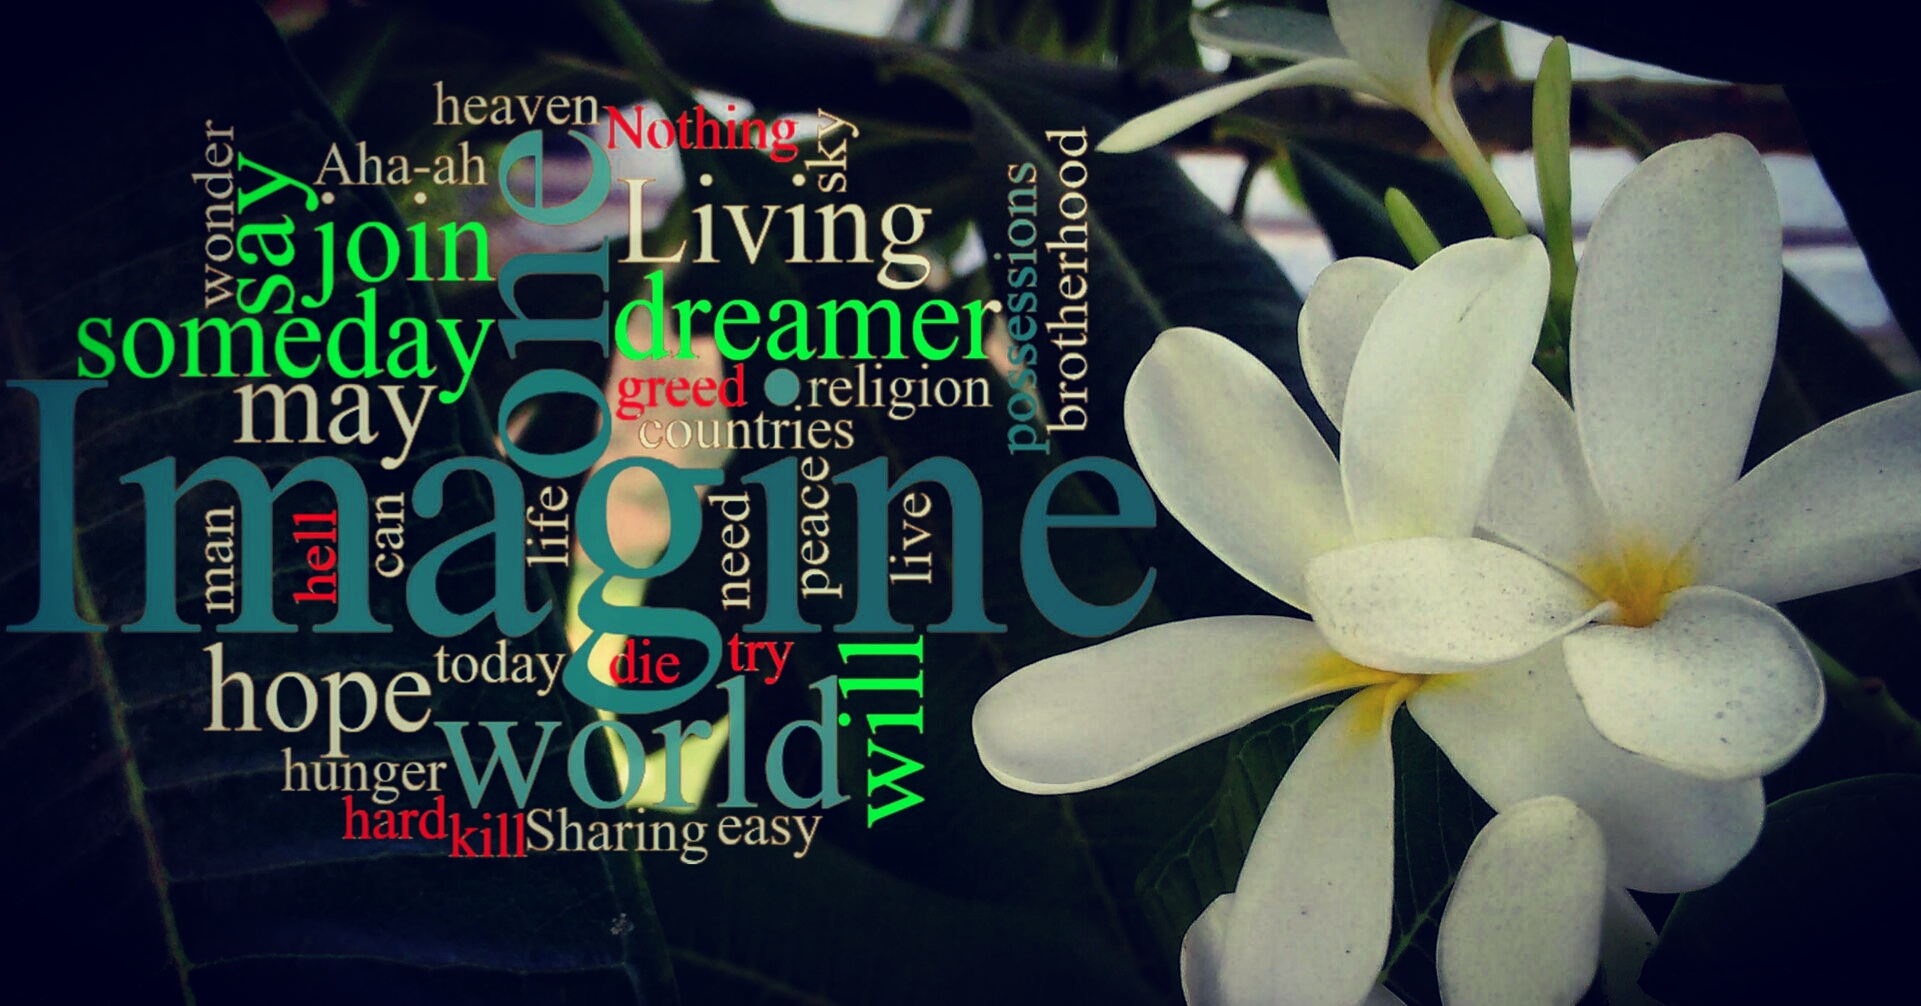 heaven
Nothing
sky
wonder
say
Aha-ah
one
join
Living
possessions
brotherhood
someday
dreamer
may
greed
religion
countries
Imagine
man
hell
can
life
need
peace
live
hope
today
die
try
will
world
hunger
hard
kill
Sharing
easy